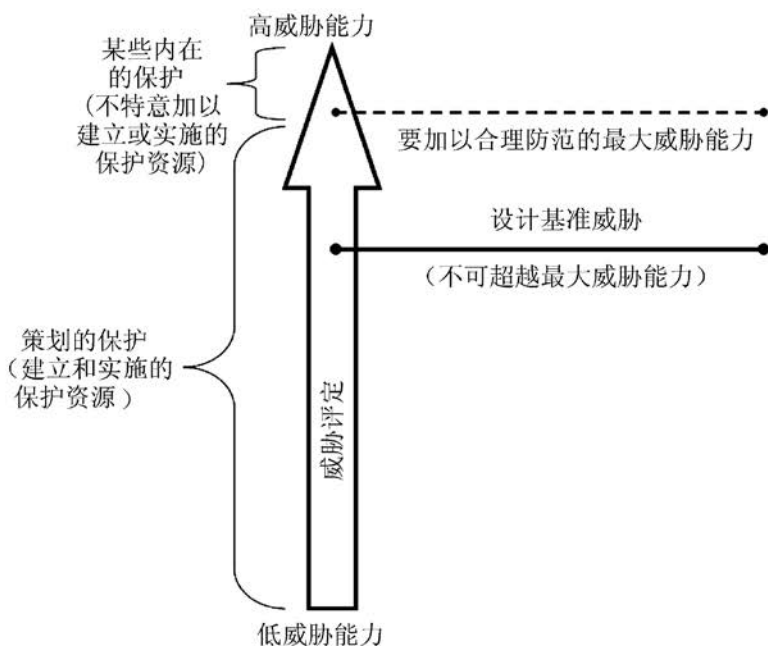 高威胁能力
某些内在
的保护
(不特意加以
建立或实施的
保护资源)
要加以合理防范的最大威胁能力
设计基准威胁
（不可超越最大威胁能力）
策划的保护
（建立和实施的
保护资源）
威胁评定
低威胁能力